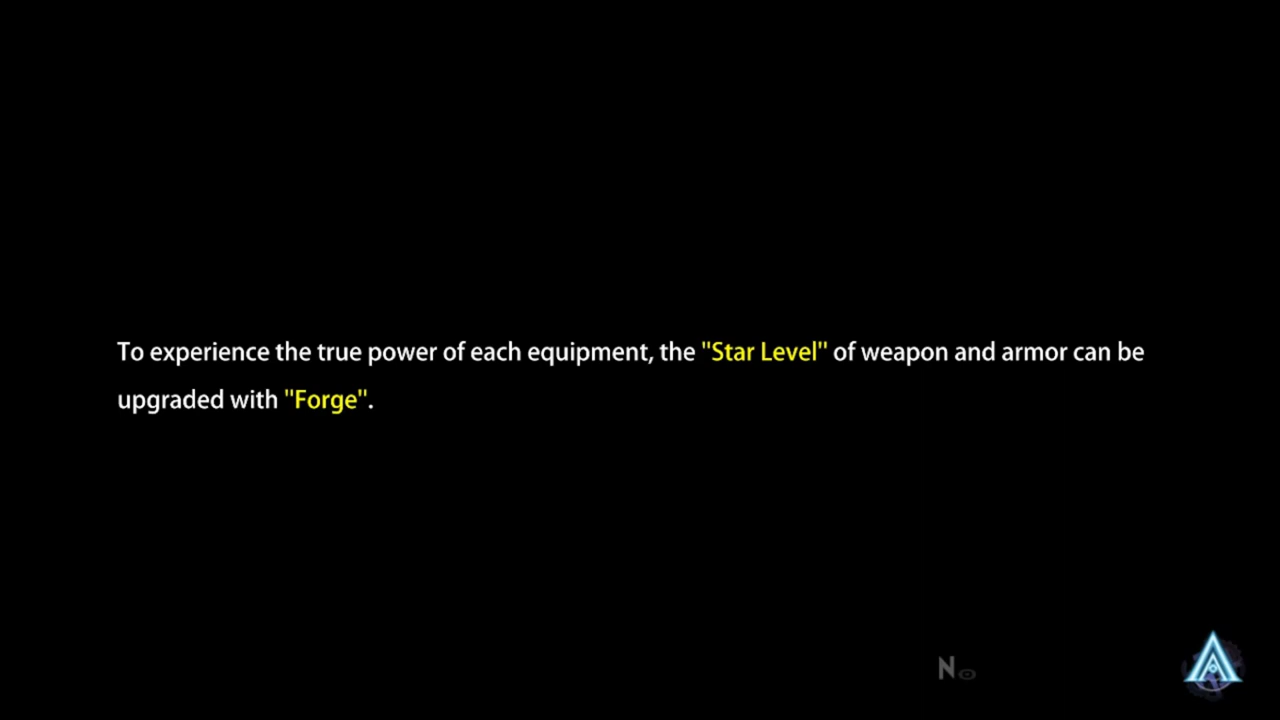 To experience the true power of each equipment, the "Star Level" of weapon and armor can be
upgraded with "Forge".
N